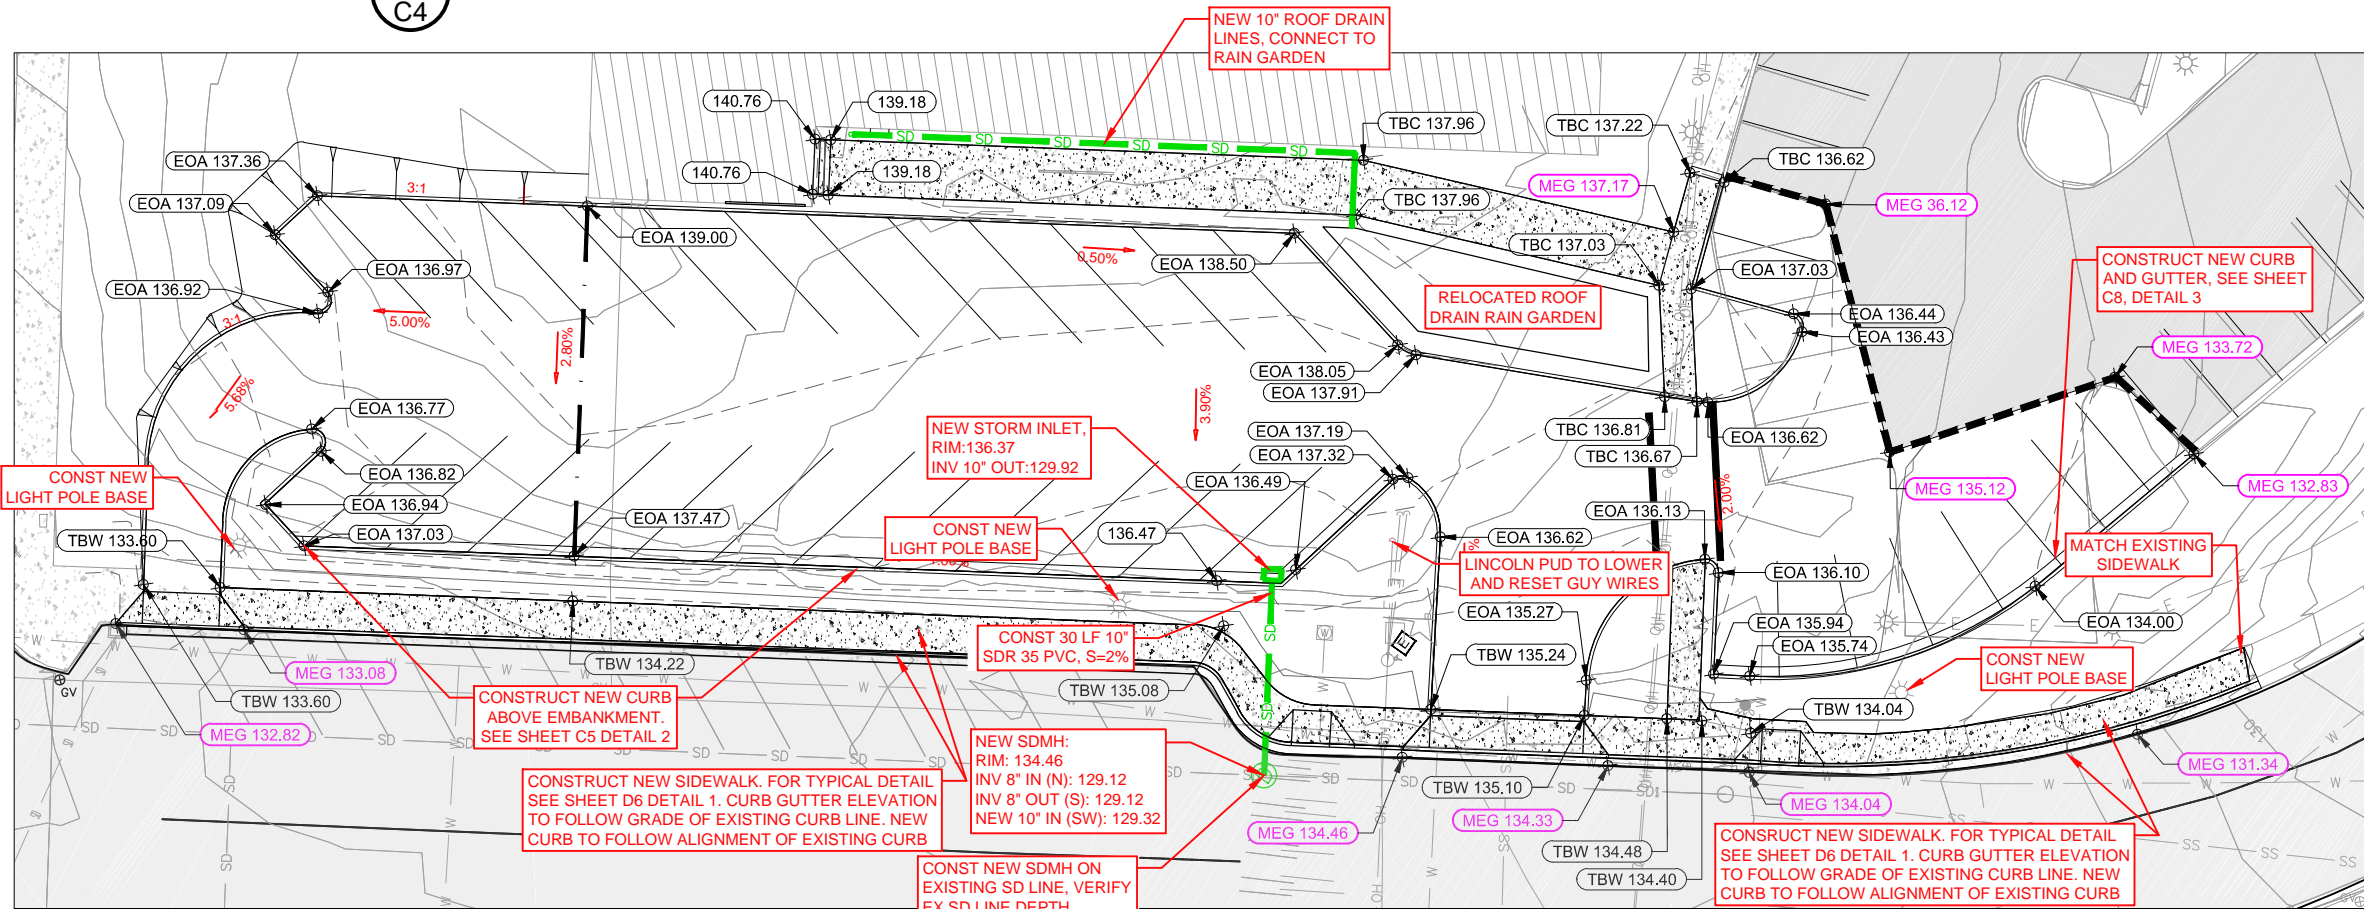 C4
NEW 10" ROOF DRAIN
LINES, CONNECT TO
RAIN GARDEN
140.76
139.18
TBC 137.96
TBC 137.22
TBC 136.62
EOA 137.36
3:1
140.76
139.18
MEG 137.17
EOA 137.09
TBC 137.96
MEG 36.12
EOA 139.00
TBC 137.03
0.50%
EOA 138.50
EOA 136.97
EOA 137.03
CONSTRUCT NEW CURB
AND GUTTER, SEE SHEET
C8, DETAIL 3
EOA 136.92
RELOCATED ROOF
DRAIN RAIN GARDEN
EOA 136.44
3:1
5.00%
EOA 136.43
2.80%
MEG 133.72
EOA 138.05
EOA 137.91
5.68%
3.90%
EOA 136.77
NEW STORM INLET,
RIM:136.37
INV 10" OUT:129.92
EOA 137.19
EOA 137.32
TBC 136.81
EOA 136.62
TBC 136.67
EOA 136.82
CONST NEW
LIGHT POLE BASE
EOA 136.49
MEG 135.12
MEG 132.83
2.00%
EOA 136.94
EOA 137.47
EOA 136.13
EOA 137.03
TBW 133.60
CONST NEW
LIGHT POLE BASE
136.47
EOA 136.62
LINCOLN PUD TO LOWER
AND RESET GUY WIRES
MATCH EXISTING
SIDEWALK
EOA 136.10
EOA 135.27
EOA 135.94
EOA 134.00
EOA 135.74
CONST 30 LF 10"
SDR 35 PVC, S=2%
TBW 134.22
TBW 135.24
CONST NEW
LIGHT POLE BASE
MEG 133.08
TBW 135.08
TBW 133.60
GV
CONSTRUCT NEW CURB
ABOVE EMBANKMENT.
SEE SHEET C5 DETAIL 2
TBW 134.04
MEG 132.82
NEW SDMH:
RIM: 134.46
INV 8" IN (N): 129.12
INV 8" OUT (S): 129.12
NEW 10" IN (SW): 129.32
MEG 131.34
CONSTRUCT NEW SIDEWALK. FOR TYPICAL DETAIL
SEE SHEET D6 DETAIL 1. CURB GUTTER ELEVATION
TO FOLLOW GRADE OF EXISTING CURB LINE. NEW
CURB TO FOLLOW ALIGNMENT OF EXISTING CURB
TBW 135.10
MEG 134.04
MEG 134.46
MEG 134.33
TBW 134.48
TBW 134.40
CONSRUCT NEW SIDEWALK. FOR TYPICAL DETAIL
SEE SHEET D6 DETAIL 1. CURB GUTTER ELEVATION
TO FOLLOW GRADE OF EXISTING CURB LINE. NEW
CURB TO FOLLOW ALIGNMENT OF EXISTING CURB
CONST NEW SDMH ON
EXISTING SD LINE, VERIFY
EX SD LINE DEPTH
130